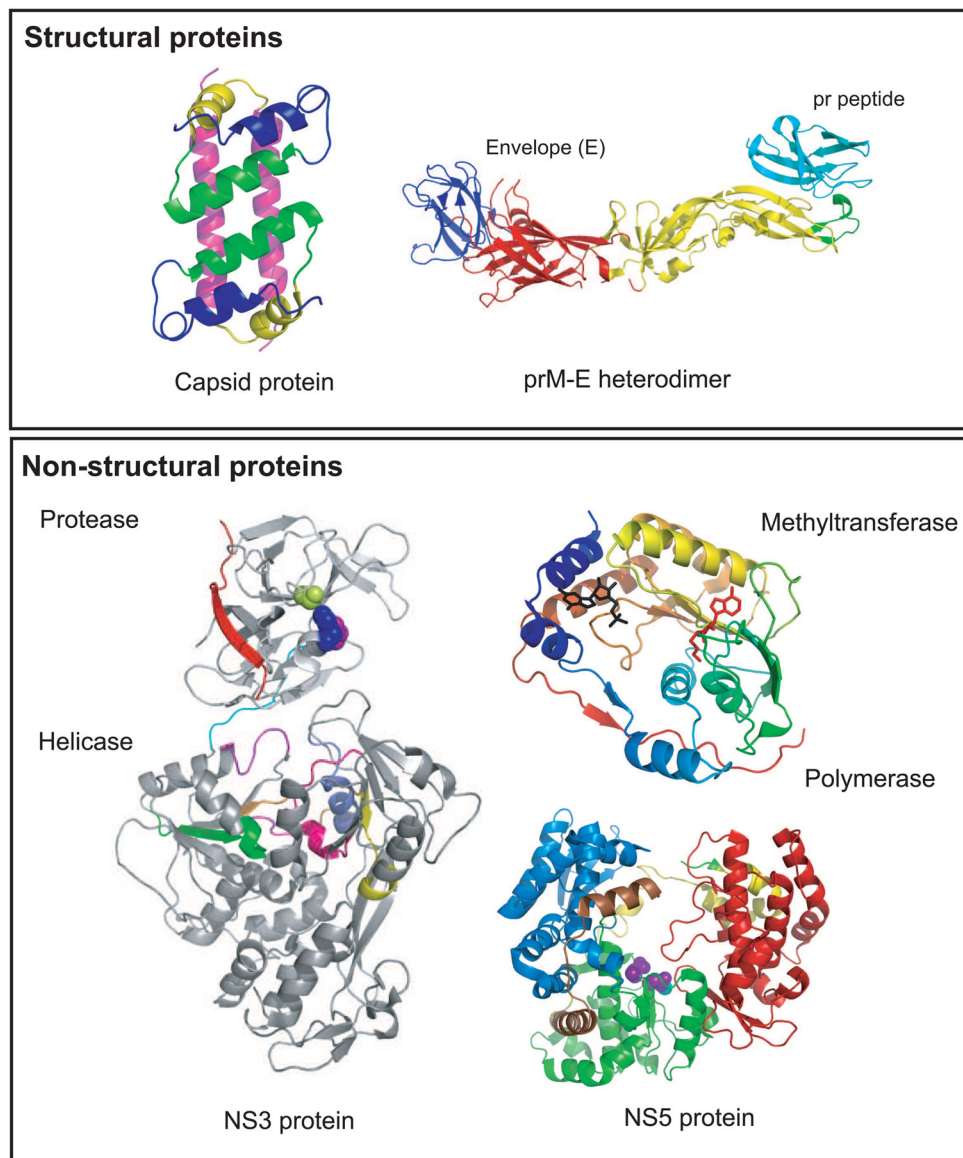 Structural proteins
pr peptide
Envelope (E)
Capsid protein
prM-E heterodimer
Non-structural proteins
Protease
Methyltransferase
Helicase
Polymerase
NS3 protein
NS5 protein